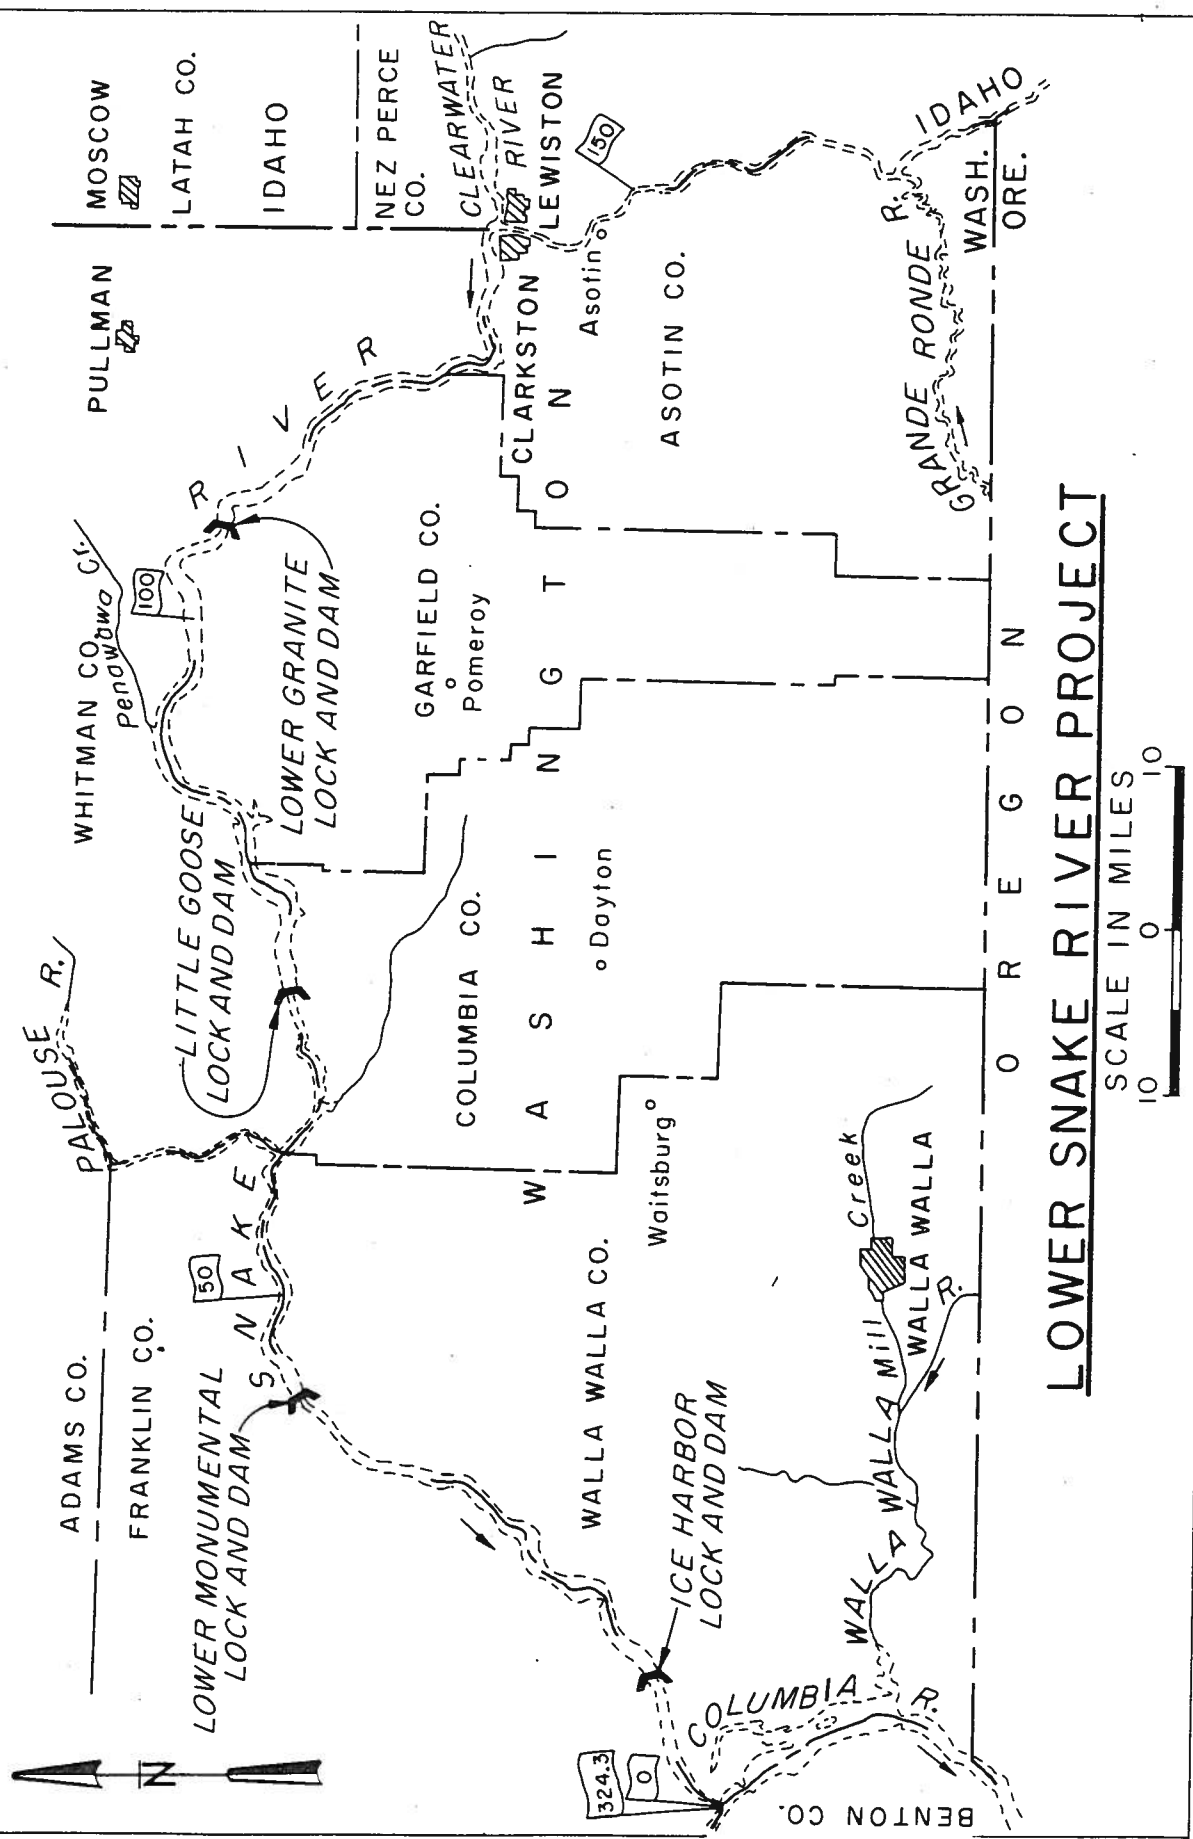 N
ADAMS CO.
FRANKLIN CO.
PALOUSE R.
WHITMAN CO.
Penawawa Cr.
PULLMAN
MOSCOW
LATAH CO.
IDAHO
NEZ PERCE
CO.
CLEARWATER
RIVER
LEWISTON
CLARKSTON
Asotin
150
ASOTIN CO.
IDAHO
WASH.
ORE.
GRANDE RONDE R.
100
50
324.3
0
SNAKE RIVER
LOWER MONUMENTAL
LOCK AND DAM
LITTLE GOOSE
LOCK AND DAM
LOWER GRANITE
LOCK AND DAM
GARFIELD CO.
Pomeroy
COLUMBIA CO.
WASHINGTON
Dayton
Waitsburg
WALLA WALLA CO.
ICE HARBOR
LOCK AND DAM
COLUMBIA R.
BENTON CO.
WALLA WALLA R.
Mill Creek
WALLA WALLA
OREGON
LOWER SNAKE RIVER PROJECT
SCALE IN MILES
10 0 10